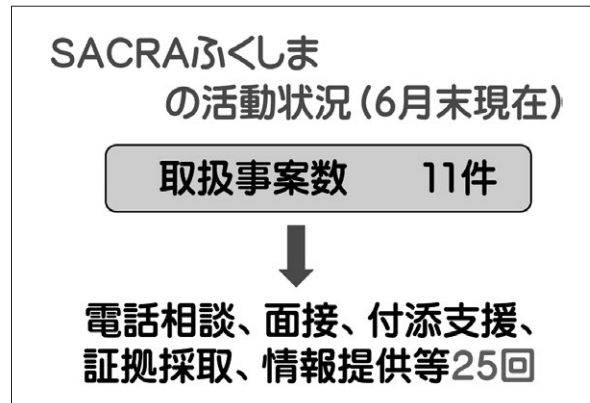 SACRAふくしま
の活動状況(6月末現在)
取扱事案数 11件
電話相談、面接、付添支援、
証拠採取、情報提供等25回